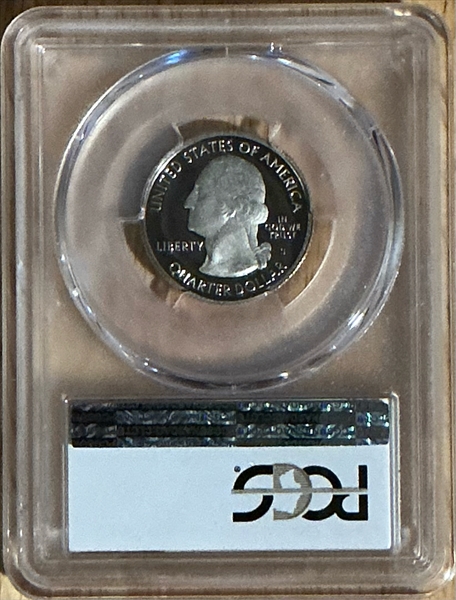 UNITED STATES OF AMERICA
IN
GOD WE
TRUST
LIBERTY
S
QUARTER DOLLAR
PCGS